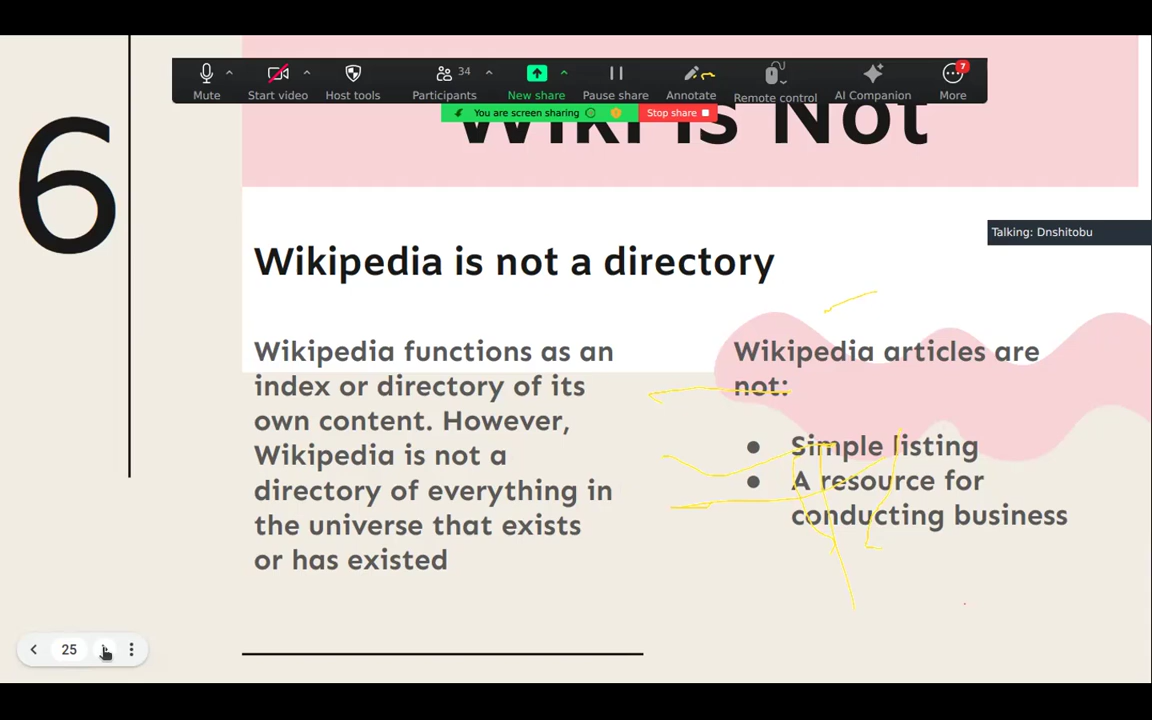 34
7
Mute
Start video
Host tools
Participants
New share
Pause share
Annotate
Remote control
AI Companion
More
You are screen sharing
Stop share
Wiki is Not
6
Talking: Dnshitobu
Wikipedia is not a directory
Wikipedia functions as an
index or directory of its
own content. However,
Wikipedia is not a
directory of everything in
the universe that exists
or has existed
Wikipedia articles are
not:
● Simple listing
● A resource for
conducting business
25